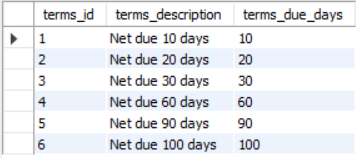 terms_id terms_description terms_due_days
1 Net due 10 days 10
2 Net due 20 days 20
3 Net due 30 days 30
4 Net due 60 days 60
5 Net due 90 days 90
6 Net due 100 days 100